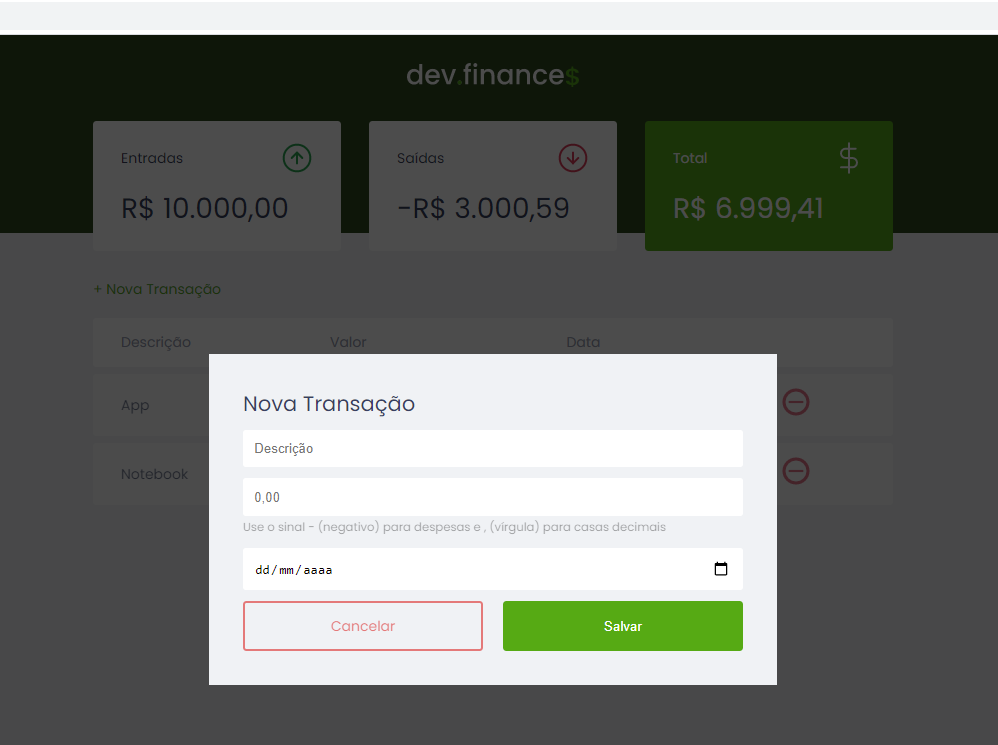 dev.finance$
Entradas
R$ 10.000,00
Saídas
-R$ 3.000,59
Total
$
R$ 6.999,41
+ Nova Transação
Descrição Valor Data
App
Notebook
Nova Transação
Descrição
0,00
Use o sinal - (negativo) para despesas e , (vírgula) para casas decimais
dd/mm/aaaa
Cancelar Salvar